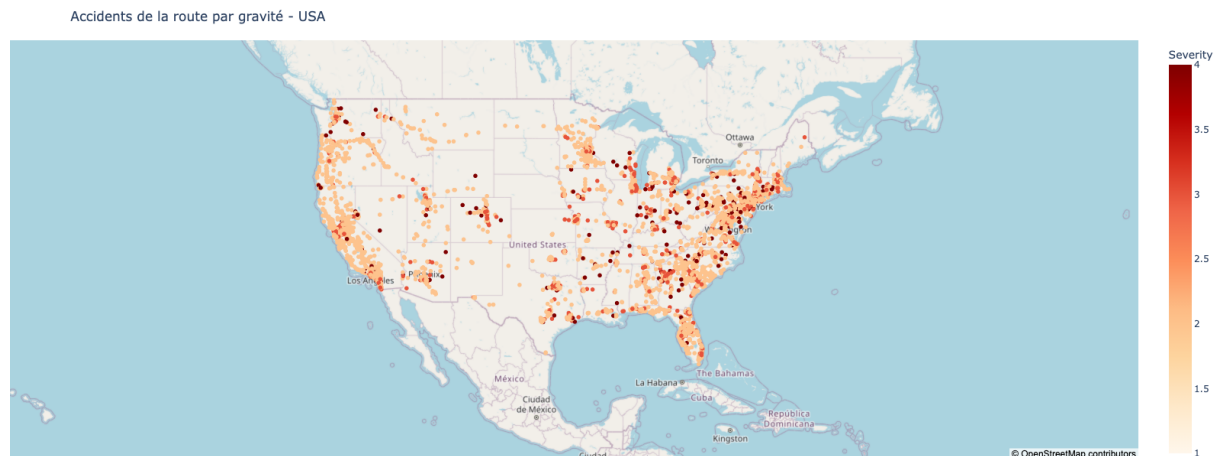 Accidents de la route par gravité - USA
Severity
4
3.5
3
2.5
2
1.5
1
Ottawa
Toronto
York
Washington
United States
Los Angeles
Phoenix
México
Ciudad
de México
La Habana
The Bahamas
Cuba
República
Dominicana
Kingston
Ciudad
© OpenStreetMap contributors